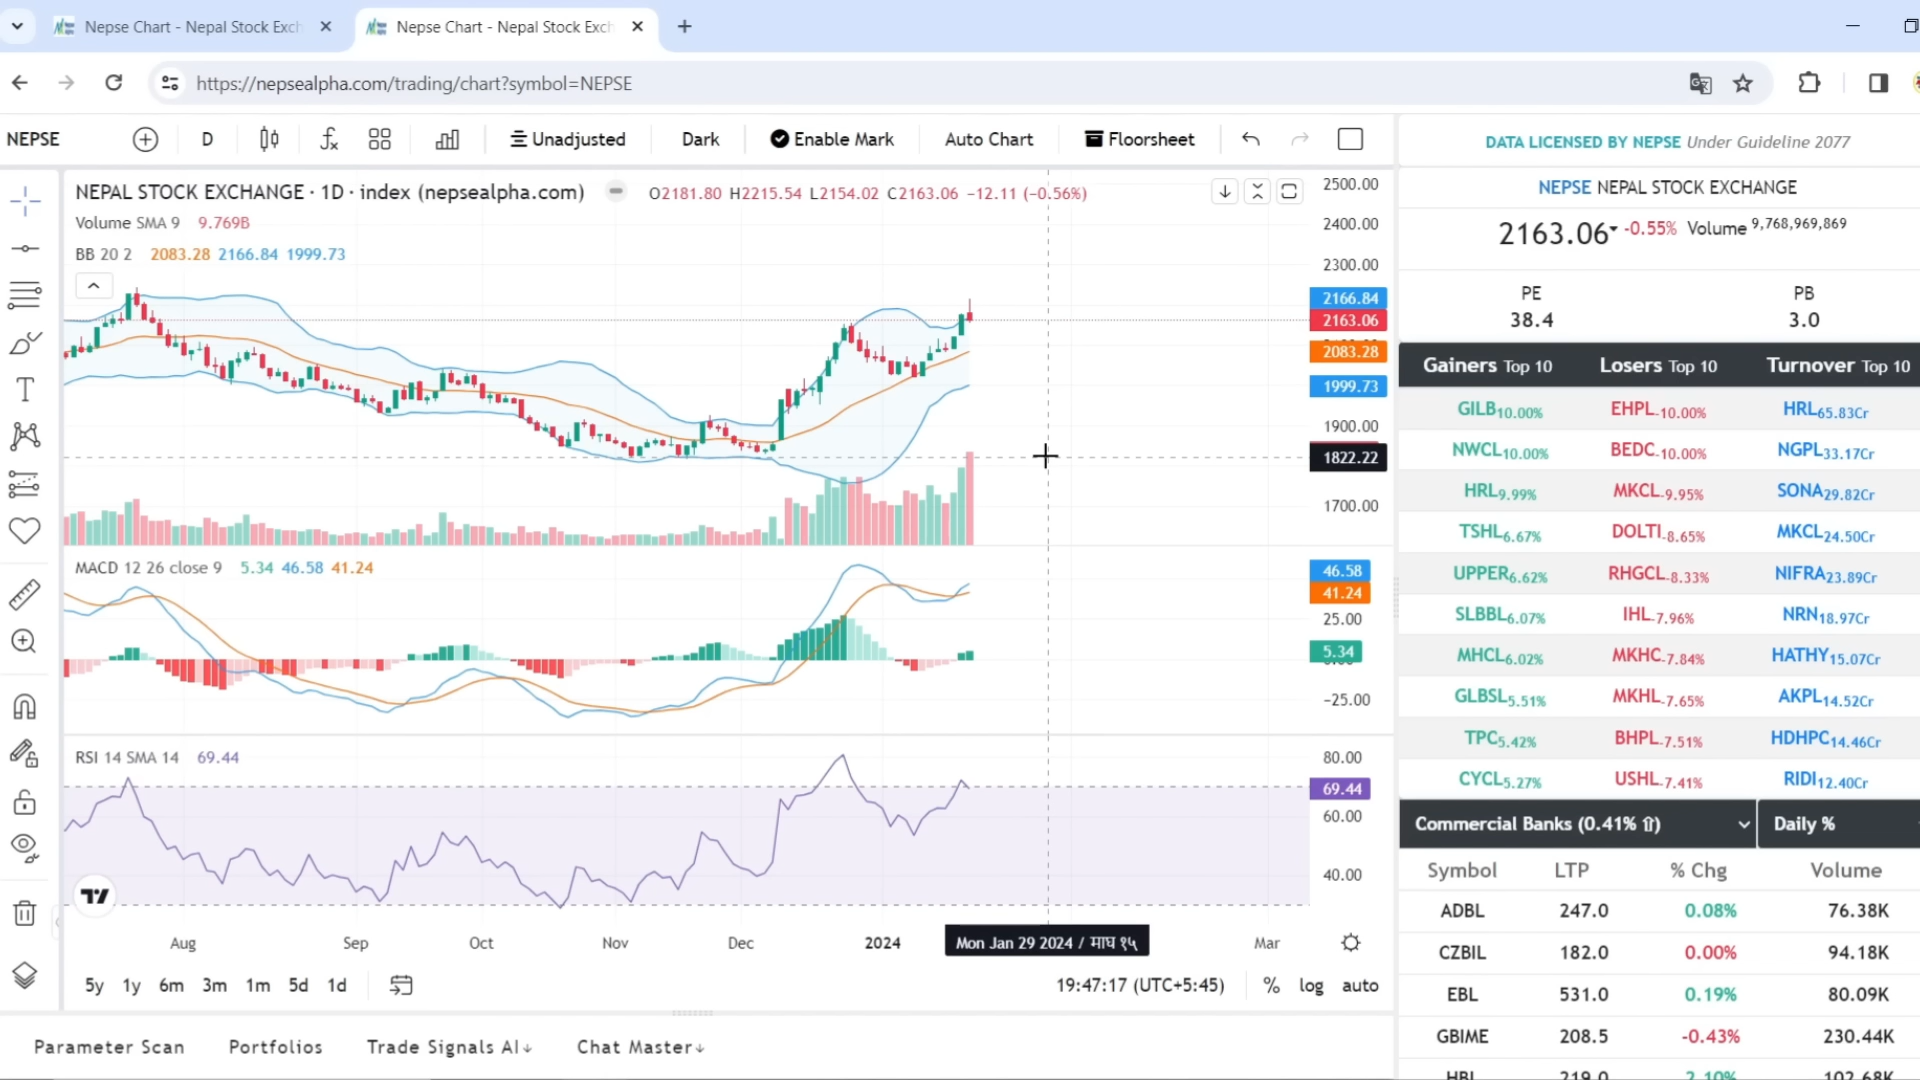 Nepse Chart - Nepal Stock Exch
Nepse Chart - Nepal Stock Exch
https://nepsealpha.com/trading/chart?symbol=NEPSE
NEPSE D Unadjusted Dark Enable Mark Auto Chart Floorsheet
NEPAL STOCK EXCHANGE · 1D · index (nepsealpha.com) O2181.80 H2215.54 L2154.02 C2163.06 −12.11 (−0.56%)
Volume SMA 9 9.769B
BB 20 2 2083.28 2166.84 1999.73
2500.00
2400.00
2300.00
2166.84
2163.06
2083.28
1999.73
1900.00
1822.22
1700.00
MACD 12 26 close 9 5.34 46.58 41.24
46.58
41.24
25.00
5.34
−25.00
RSI 14 SMA 14 69.44
80.00
69.44
60.00
40.00
Aug Sep Oct Nov Dec 2024 Mon Jan 29 2024 / माघ १५ Mar
5y 1y 6m 3m 1m 5d 1d 19:47:17 (UTC+5:45) % log auto
Parameter Scan Portfolios Trade Signals AI↓ Chat Master↓
DATA LICENSED BY NEPSE Under Guideline 2077
NEPSE NEPAL STOCK EXCHANGE
2163.06 -0.55% Volume 9,768,969,869
PE PB
38.4 3.0
Gainers Top 10 Losers Top 10 Turnover Top 10
GILB10.00% EHPL-10.00% HRL65.83Cr
NWCL10.00% BEDC-10.00% NGPL33.17Cr
HRL9.99% MKCL-9.95% SONA29.82Cr
TSHL6.67% DOLTI-8.65% MKCL24.50Cr
UPPER6.62% RHGCL-8.33% NIFRA23.89Cr
SLBBL6.07% IHL-7.96% NRN18.97Cr
MHCL6.02% MKHC-7.84% HATHY15.07Cr
GLBSL5.51% MKHL-7.65% AKPL14.52Cr
TPC5.42% BHPL-7.51% HDHPC14.46Cr
CYCL5.27% USHL-7.41% RIDI12.40Cr
Commercial Banks (0.41% ⇧) Daily %
Symbol LTP % Chg Volume
ADBL 247.0 0.08% 76.38K
CZBIL 182.0 0.00% 94.18K
EBL 531.0 0.19% 80.09K
GBIME 208.5 -0.43% 230.44K
HBL 219.0 2.10% 102.68K